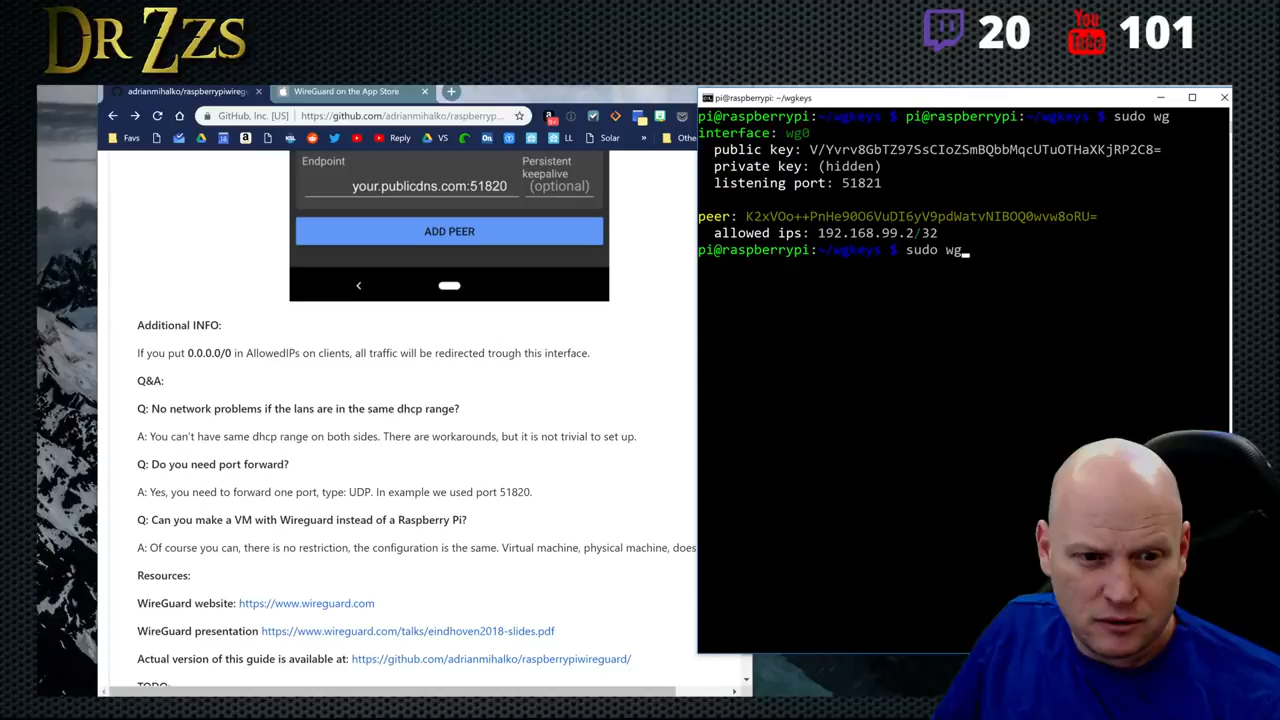 DR ZZS
20
You Tube
101
adrianmihalko/raspberrypiwireg
WireGuard on the App Store
GitHub, Inc. [US]
https://github.com/adrianmihalko/raspberryp...
Favs
Reply
VS
LL
Solar
»
Othe
Endpoint
Persistent keepalive
your.publicdns.com:51820
(optional)
ADD PEER
Additional INFO:
If you put 0.0.0.0/0 in AllowedIPs on clients, all traffic will be redirected trough this interface.
Q&A:
Q: No network problems if the lans are in the same dhcp range?
A: You can't have same dhcp range on both sides. There are workarounds, but it is not trivial to set up.
Q: Do you need port forward?
A: Yes, you need to forward one port, type: UDP. In example we used port 51820.
Q: Can you make a VM with Wireguard instead of a Raspberry Pi?
A: Of course you can, there is no restriction, the configuration is the same. Virtual machine, physical machine, does
Resources:
WireGuard website: https://www.wireguard.com
WireGuard presentation https://www.wireguard.com/talks/eindhoven2018-slides.pdf
Actual version of this guide is available at: https://github.com/adrianmihalko/raspberrypiwireguard/
TODO:
pi@raspberrypi: ~/wgkeys
pi@raspberrypi:~/wgkeys $ pi@raspberrypi:~/wgkeys $ sudo wg
interface: wg0
public key: V/Yvrv8GbTZ97SsCIoZSmBQbbMqcUTuOTHaXKjRP2C8=
private key: (hidden)
listening port: 51821
peer: K2xVOo++PnHe90O6VuDI6yV9pdWatvNIBOQ0wvw8oRU=
allowed ips: 192.168.99.2/32
pi@raspberrypi:~/wgkeys $ sudo wg